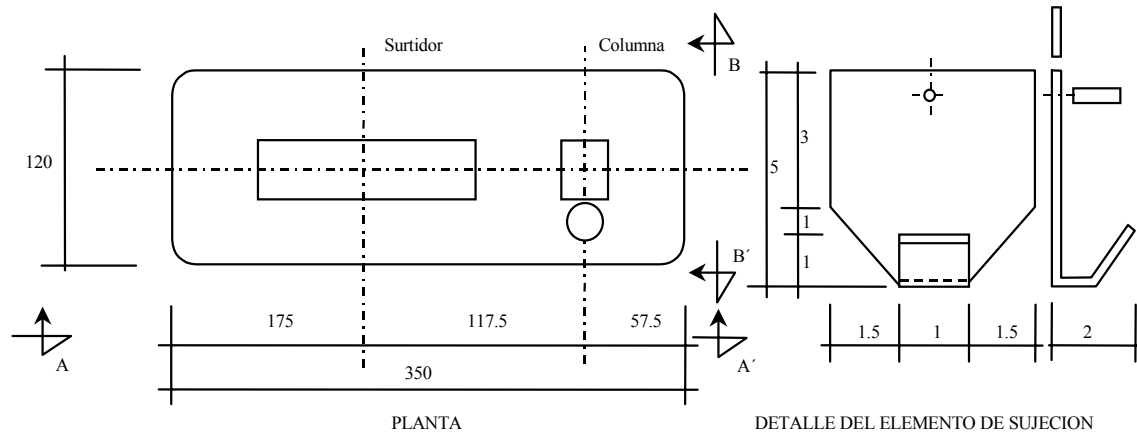 Surtidor
Columna
B
120
175
117.5
57.5
B´
A
A´
350
PLANTA
3
5
1
1
1.5
1
1.5
2
DETALLE DEL ELEMENTO DE SUJECION